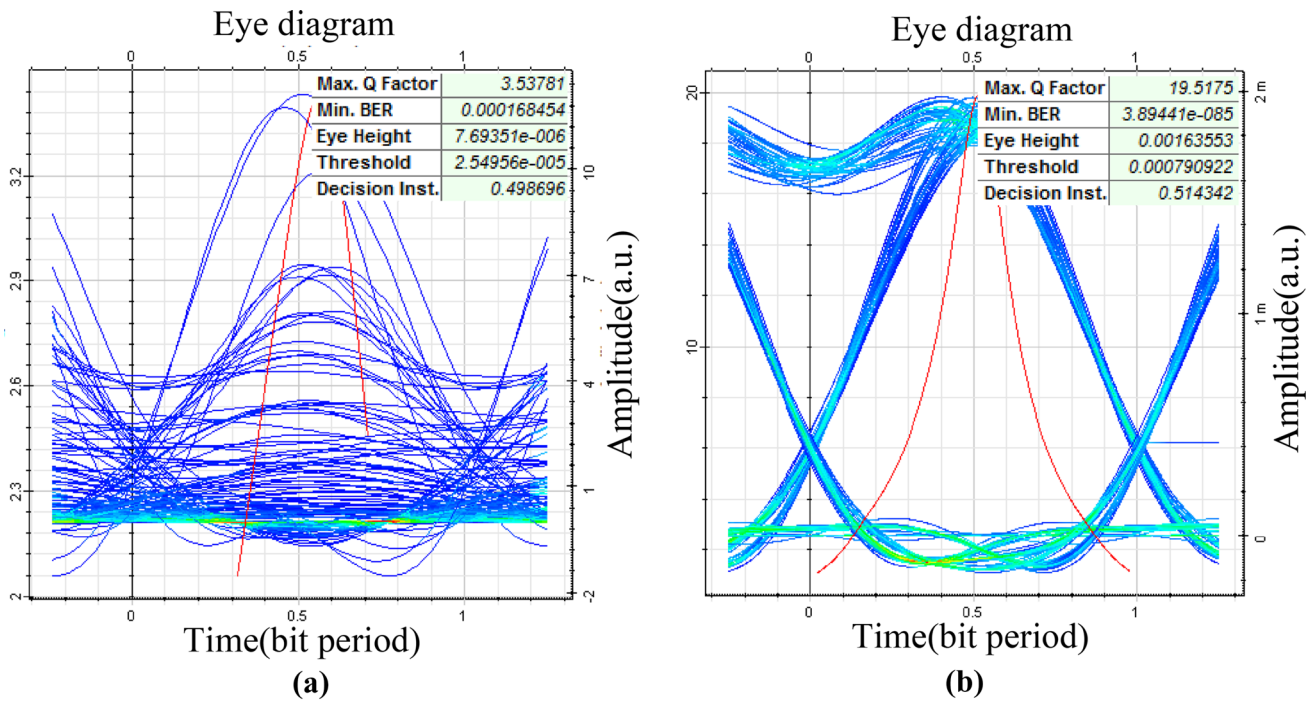 Eye diagram
0 0.5 1
Max. Q Factor 3.53781
Min. BER 0.000168454
Eye Height 7.69351e-006
Threshold 2.54956e-005
Decision Inst. 0.498696
3.2
2.9
2.6
2.3
2
10
7
4
1
-2
Amplitude(a.u.)
0 0.5 1
Time(bit period)
(a)
Eye diagram
0 0.5 1
Max. Q Factor 19.5175
Min. BER 3.89441e-085
Eye Height 0.00163553
Threshold 0.000790922
Decision Inst. 0.514342
20
10
2 m
1 m
0
Amplitude(a.u.)
0 0.5 1
Time(bit period)
(b)